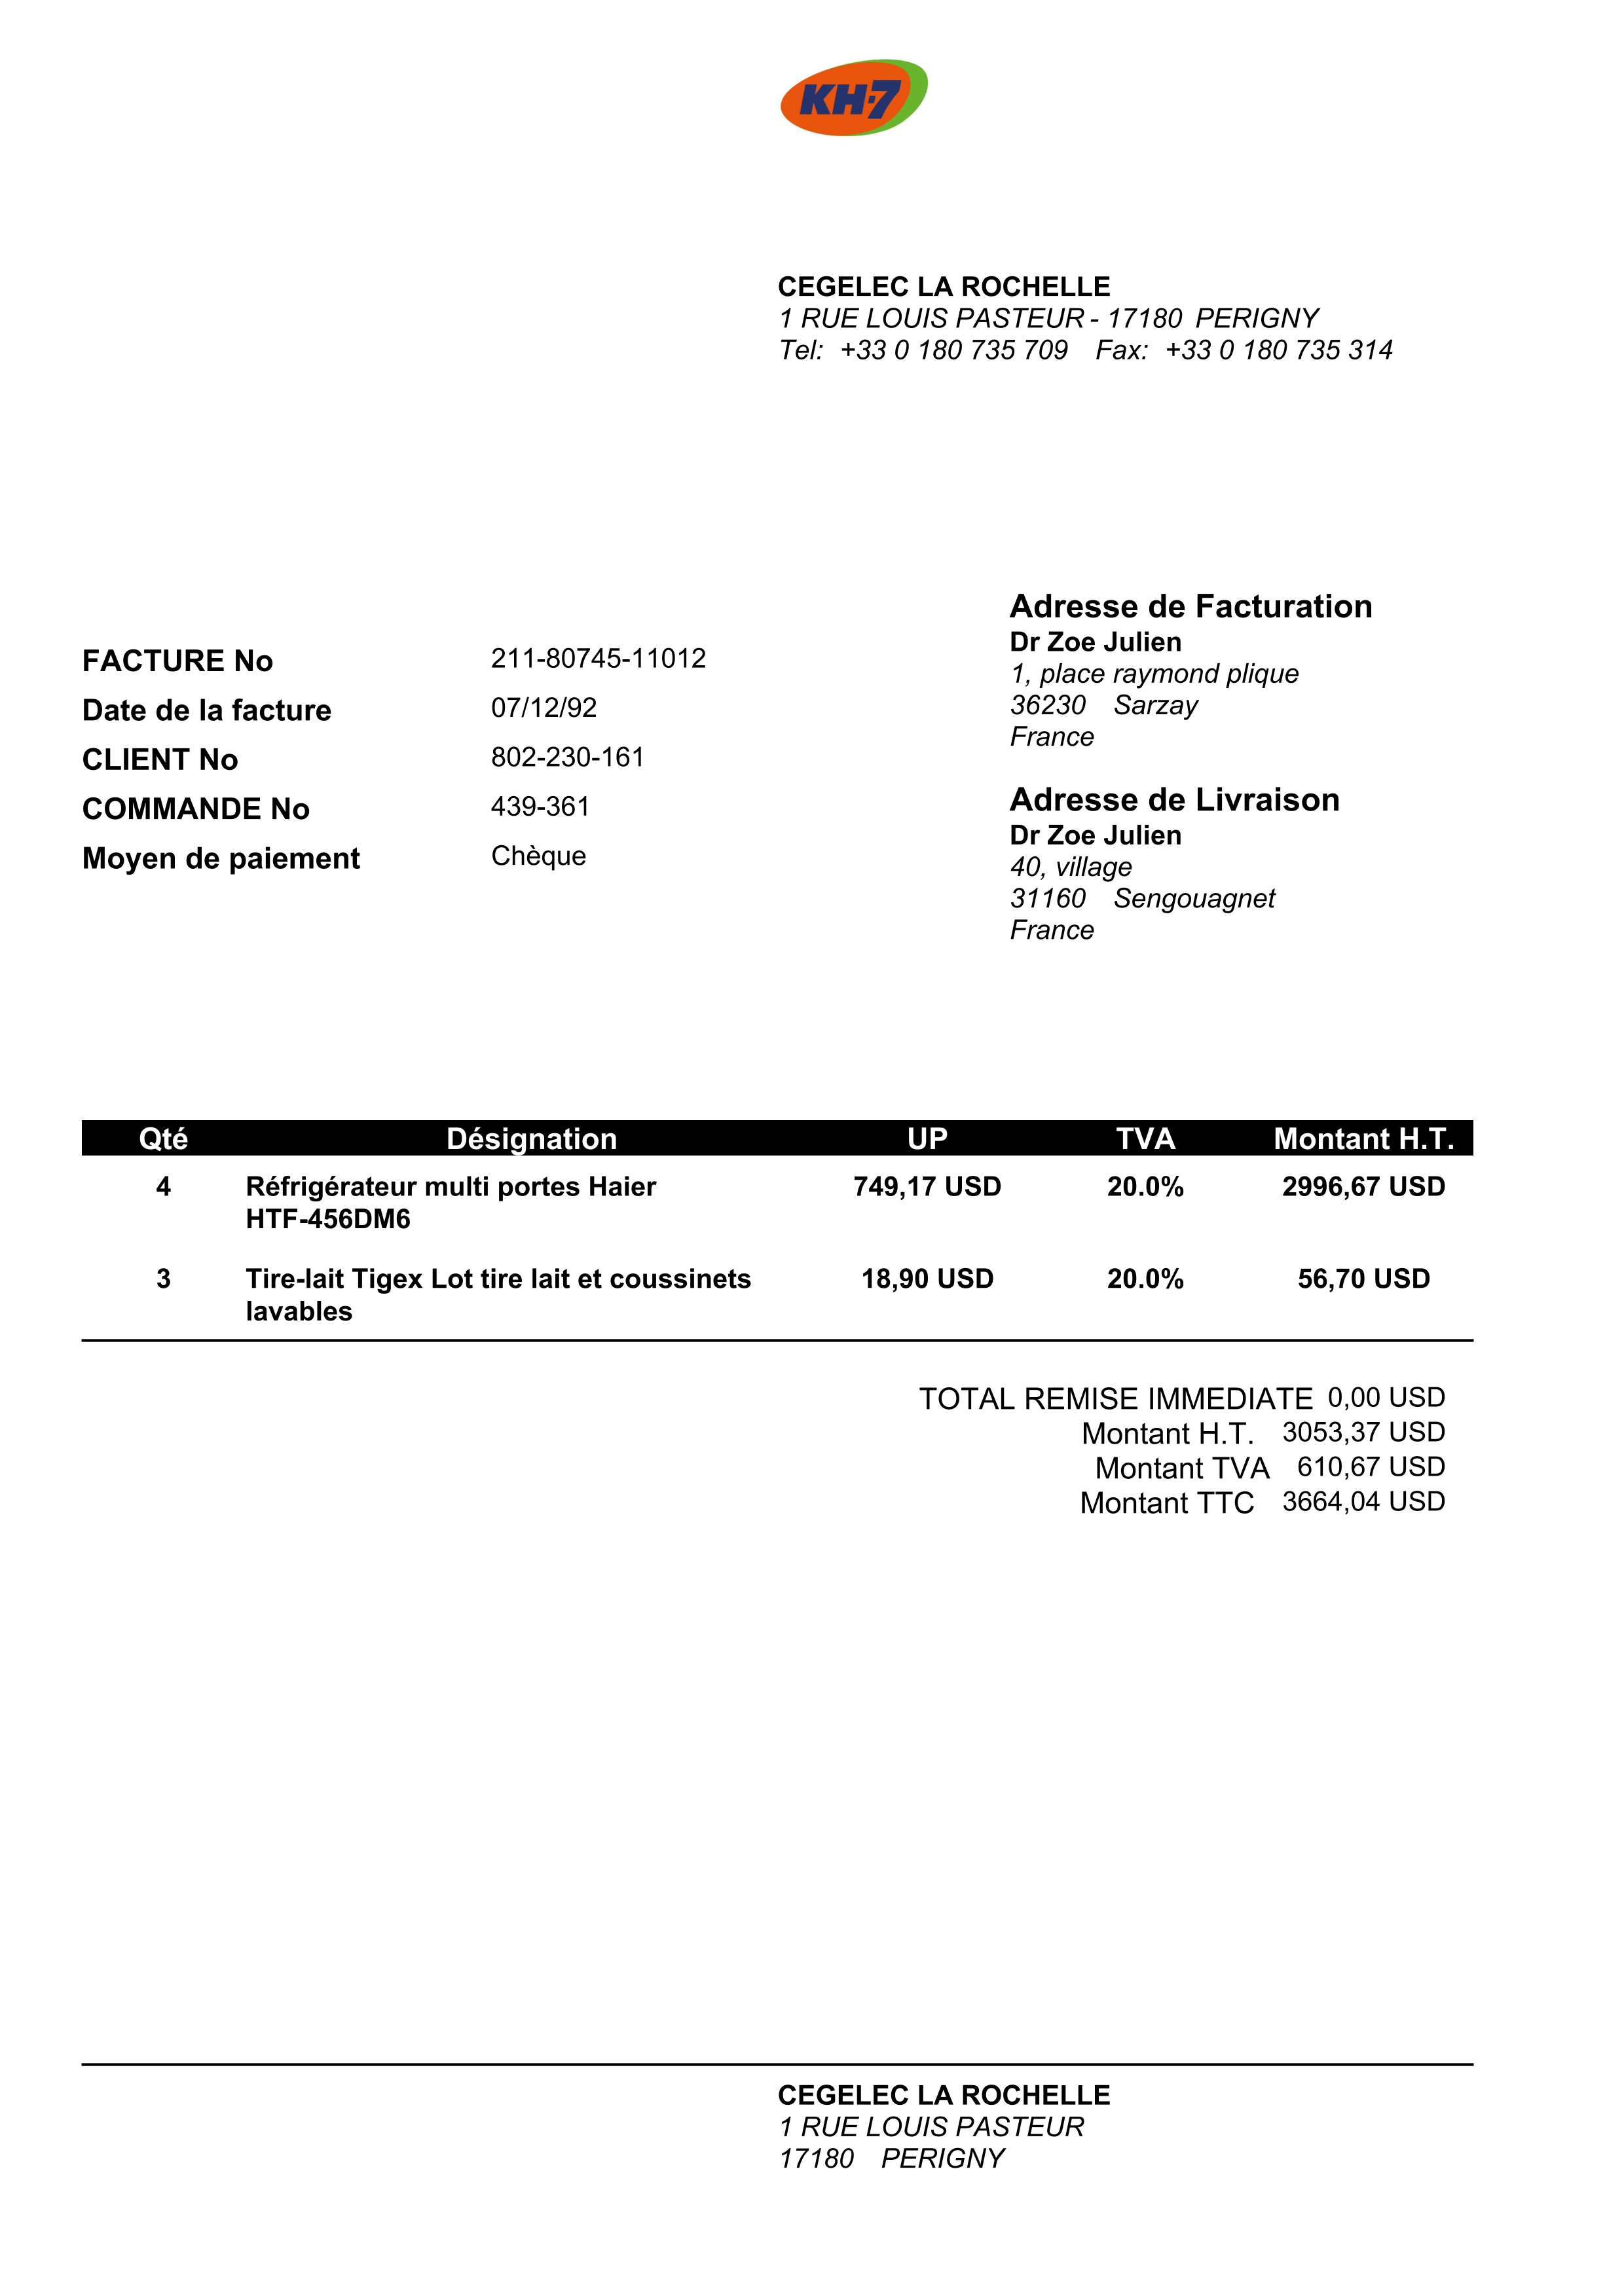 KH-7
CEGELEC LA ROCHELLE
1 RUE LOUIS PASTEUR - 17180 PERIGNY
Tel: +33 0 180 735 709 Fax: +33 0 180 735 314
FACTURE No 211-80745-11012
Date de la facture 07/12/92
CLIENT No 802-230-161
COMMANDE No 439-361
Moyen de paiement Chèque
Adresse de Facturation
Dr Zoe Julien
1, place raymond plique
36230 Sarzay
France
Adresse de Livraison
Dr Zoe Julien
40, village
31160 Sengouagnet
France
Qté Désignation UP TVA Montant H.T.
4 Réfrigérateur multi portes Haier 749,17 USD 20.0% 2996,67 USD
HTF-456DM6
3 Tire-lait Tigex Lot tire lait et coussinets 18,90 USD 20.0% 56,70 USD
lavables
TOTAL REMISE IMMEDIATE 0,00 USD
Montant H.T. 3053,37 USD
Montant TVA 610,67 USD
Montant TTC 3664,04 USD
CEGELEC LA ROCHELLE
1 RUE LOUIS PASTEUR
17180 PERIGNY